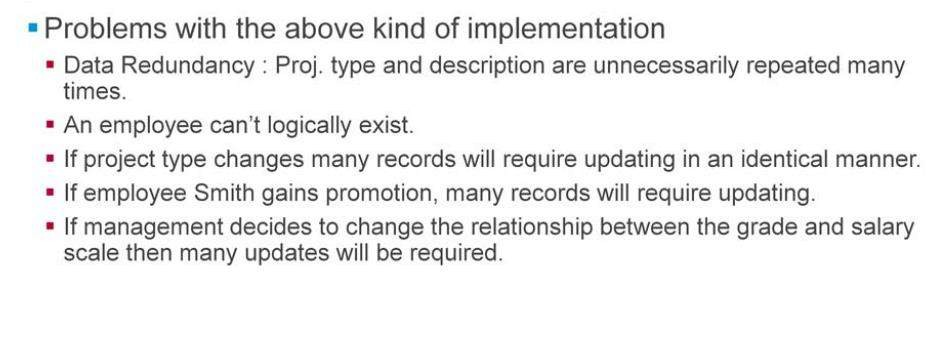 Problems with the above kind of implementation
Data Redundancy : Proj. type and description are unnecessarily repeated many
times.
An employee can't logically exist.
If project type changes many records will require updating in an identical manner.
If employee Smith gains promotion, many records will require updating.
If management decides to change the relationship between the grade and salary
scale then many updates will be required.